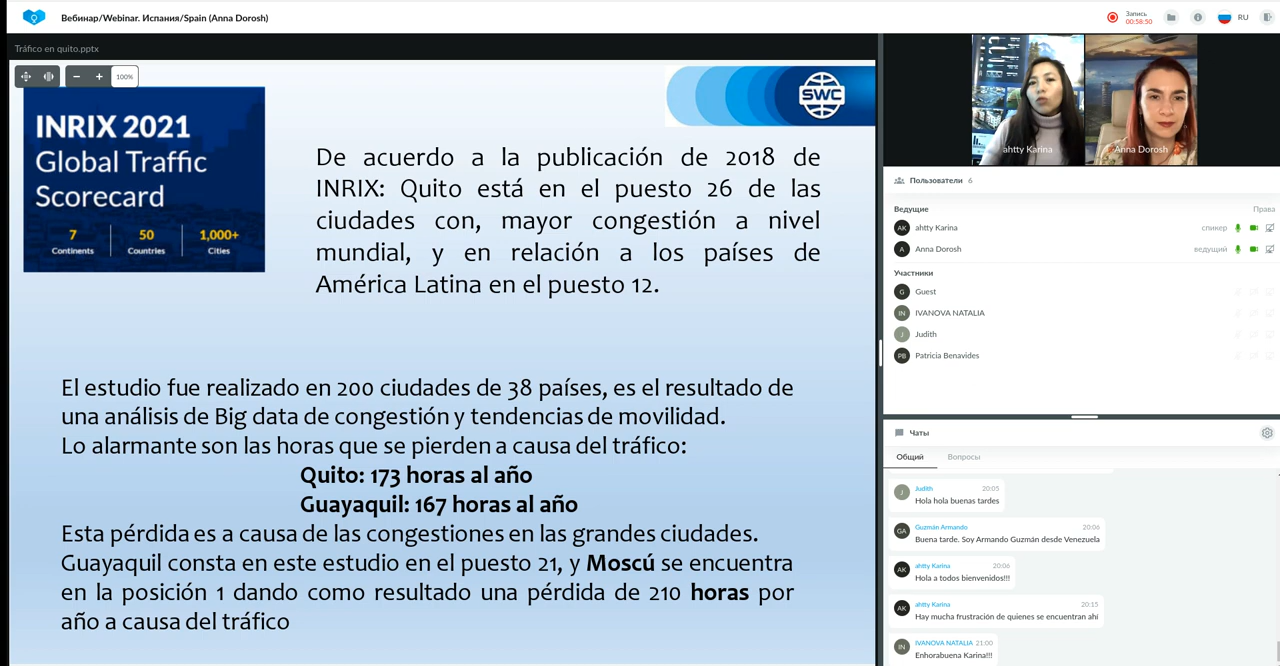 Вебинар/Webinar. Испания/Spain (Anna Dorosh)
Запись
00:58:50
RU
Tráfico en quito.pptx
100%
INRIX 2021
Global Traffic
Scorecard
7
Continents
50
Countries
1,000+
Cities
SWC
De acuerdo a la publicación de 2018 de
INRIX: Quito está en el puesto 26 de las
ciudades con, mayor congestión a nivel
mundial, y en relación a los países de
América Latina en el puesto 12.
El estudio fue realizado en 200 ciudades de 38 países, es el resultado de
una análisis de Big data de congestión y tendencias de movilidad.
Lo alarmante son las horas que se pierden a causa del tráfico:
Quito: 173 horas al año
Guayaquil: 167 horas al año
Esta pérdida es a causa de las congestiones en las grandes ciudades.
Guayaquil consta en este estudio en el puesto 21, y Moscú se encuentra
en la posición 1 dando como resultado una pérdida de 210 horas por
año a causa del tráfico
ahtty Karina
Anna Dorosh
Пользователи 6
Ведущие Права
AK ahtty Karina спикер
A Anna Dorosh ведущий
Участники
G Guest
IN IVANOVA NATALIA
J Judith
PB Patricia Benavides
Чаты
Общий Вопросы
J Judith 20:05
Hola hola buenas tardes
GA Guzmán Armando 20:06
Buena tarde. Soy Armando Guzmán desde Venezuela
AK ahtty Karina 20:06
Hola a todos bienvenidos!!!
AK ahtty Karina 20:15
Hay mucha frustración de quienes se encuentran ahí
IN IVANOVA NATALIA 21:00
Enhorabuena Karina!!!